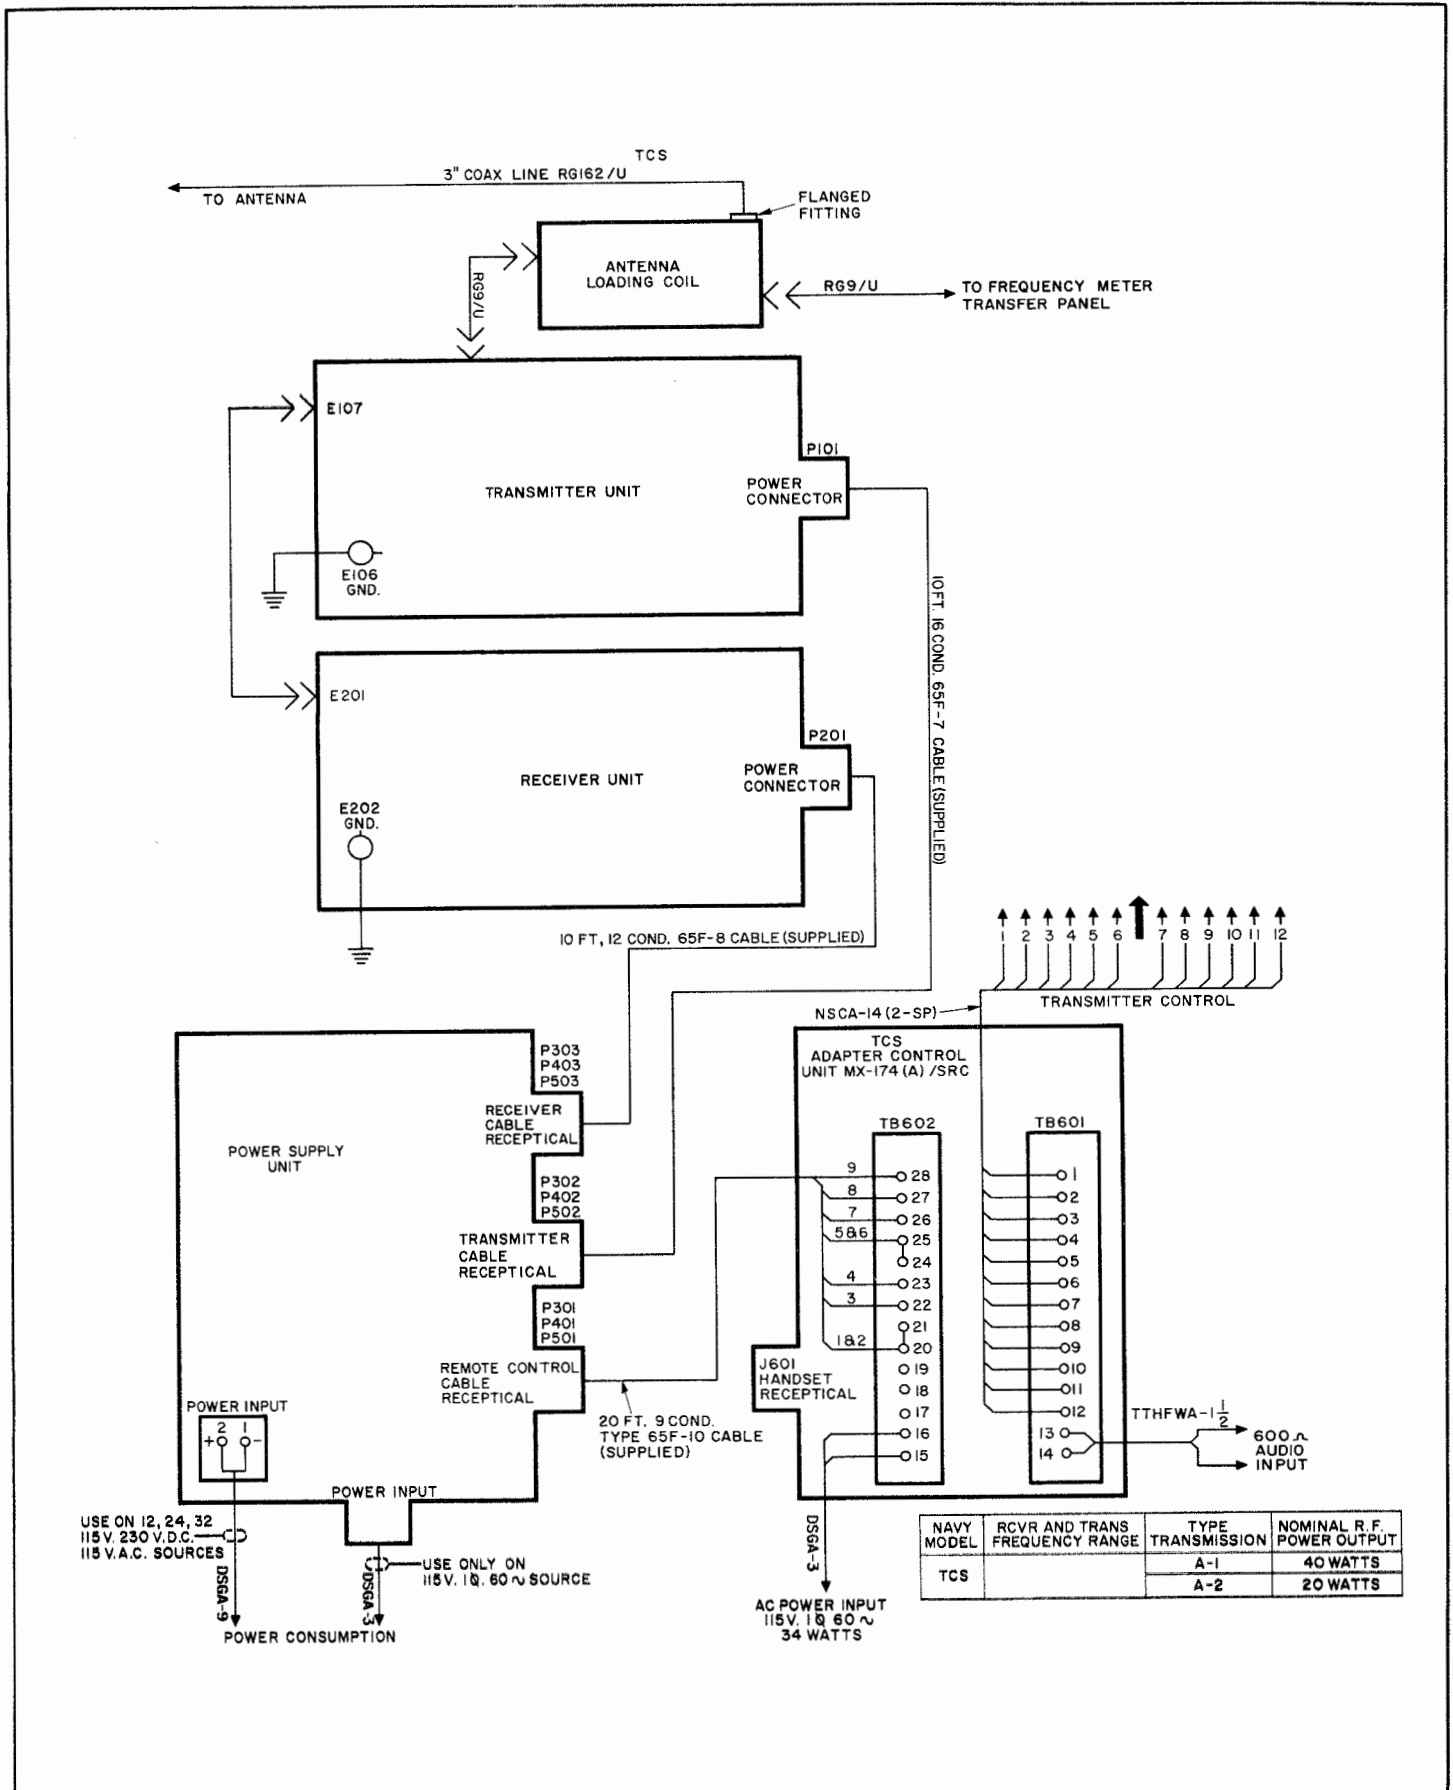 TCS
3" COAX LINE RG162/U
TO ANTENNA
FLANGED
FITTING
ANTENNA
LOADING COIL
RG9/U
RG9/U
TO FREQUENCY METER
TRANSFER PANEL
E107
P101
TRANSMITTER UNIT
POWER
CONNECTOR
E106
GND.
10FT. 16 COND. 65F-7 CABLE (SUPPLIED)
E201
P201
RECEIVER UNIT
POWER
CONNECTOR
E202
GND.
10 FT, 12 COND. 65F-8 CABLE (SUPPLIED)
1 2 3 4 5 6 7 8 9 10 11 12
TRANSMITTER CONTROL
NSCA-14 (2-SP)
TCS
ADAPTER CONTROL
UNIT MX-174 (A) /SRC
P303
P403
P503
RECEIVER
CABLE
RECEPTICAL
POWER SUPPLY
UNIT
P302
P402
P502
TRANSMITTER
CABLE
RECEPTICAL
P301
P401
P501
REMOTE CONTROL
CABLE
RECEPTICAL
20 FT. 9 COND.
TYPE 65F-10 CABLE
(SUPPLIED)
TB602
9 28
8 27
7 26
5&6 25
24
4 23
3 22
21
1&2 20
19
18
17
16
15
TB601
1
2
3
4
5
6
7
8
9
10
11
12
13
14
J601
HANDSET
RECEPTICAL
TTHFWA-1 1/2
600 Ω
AUDIO
INPUT
POWER INPUT
2 1
+ -
POWER INPUT
USE ON 12, 24, 32
115 V. 230 V.D.C.
115 V. A.C. SOURCES
DSGA-9
DSGA-3
USE ONLY ON
115V. 1Ø. 60 ~ SOURCE
POWER CONSUMPTION
DSGA-3
AC POWER INPUT
115V. 1Ø 60 ~
34 WATTS
NAVY MODEL RCVR AND TRANS FREQUENCY RANGE TYPE TRANSMISSION NOMINAL R.F. POWER OUTPUT
TCS A-1 40 WATTS
A-2 20 WATTS